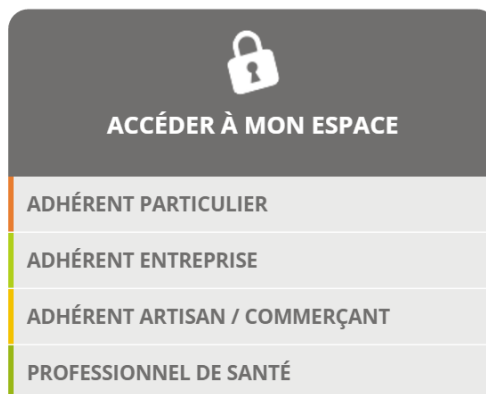 ACCÉDER À MON ESPACE
ADHÉRENT PARTICULIER
ADHÉRENT ENTREPRISE
ADHÉRENT ARTISAN / COMMERÇANT
PROFESSIONNEL DE SANTÉ